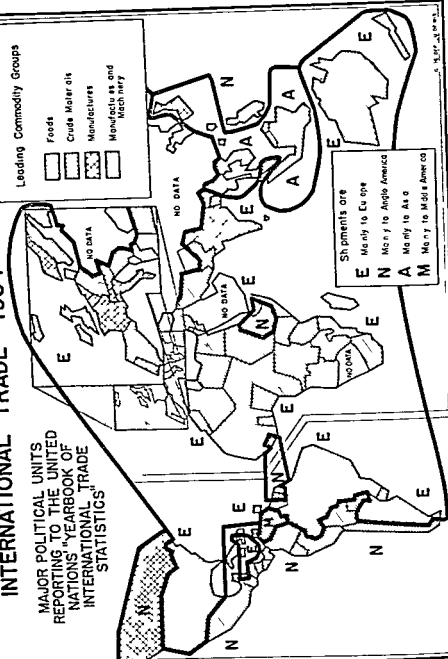 INTERNATIONAL TRADE
MAJOR POLITICAL UNITS
REPORTING TO THE UNITED
NATIONS' "YEARBOOK OF
INTERNATIONAL TRADE
STATISTICS"
Leading Commodity Groups
Foods
Crude Materials
Manufactures
Manufactures and
Machinery
Shipments are
E Mainly to Europe
N Mainly to Anglo America
A Mainly to Asia
M Mainly to Middle America
NO DATA
NO DATA
NO DATA
NO DATA
E
E
E
E
E
E
E
E
E
E
E
E
N
N
N
N
N
N
N
A
A
A
A